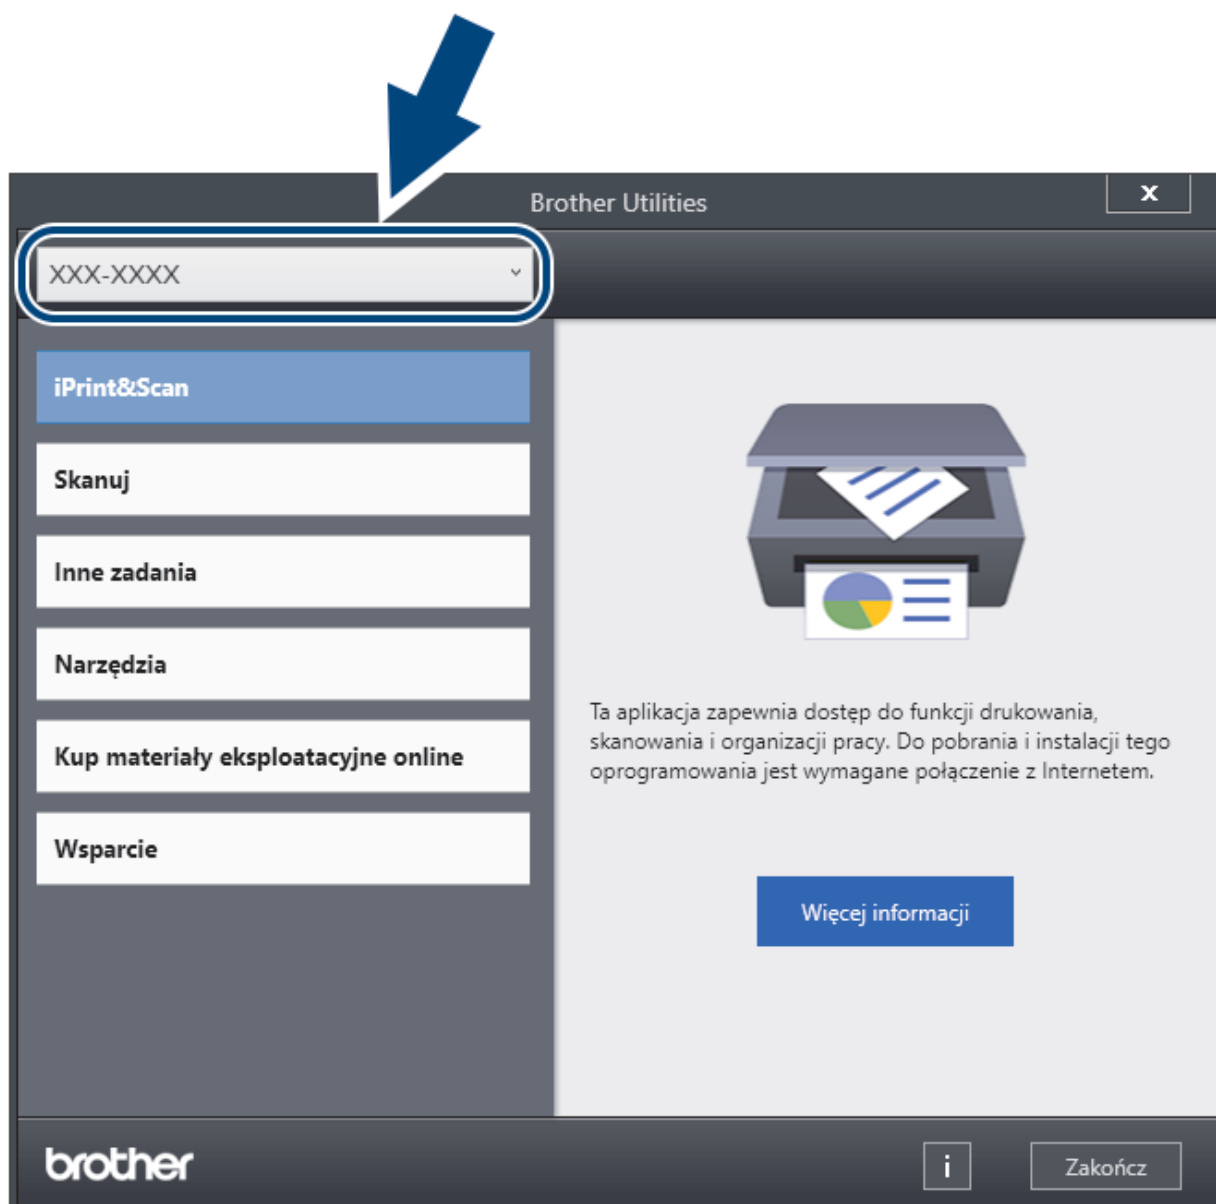 Brother Utilities
x
XXX-XXXX
iPrint&Scan
Skanuj
Inne zadania
Narzędzia
Kup materiały eksploatacyjne online
Wsparcie
Ta aplikacja zapewnia dostęp do funkcji drukowania,
skanowania i organizacji pracy. Do pobrania i instalacji tego
oprogramowania jest wymagane połączenie z Internetem.
Więcej informacji
brother
i
Zakończ